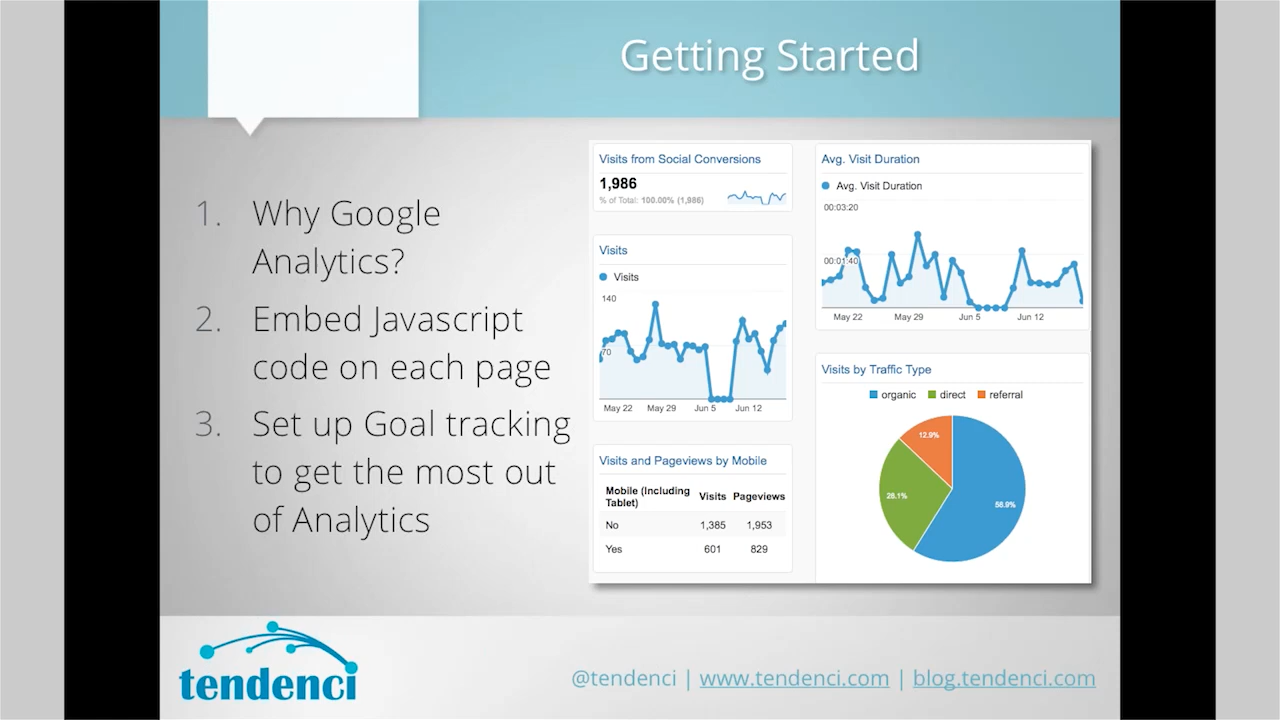 Getting Started
1. Why Google
Analytics?
2. Embed Javascript
code on each page
3. Set up Goal tracking
to get the most out
of Analytics
Visits from Social Conversions
1,986
% of Total: 100.00% (1,986)
Visits
Visits
140
70
May 22 May 29 Jun 5 Jun 12
Visits and Pageviews by Mobile
Mobile (Including
Tablet) Visits Pageviews
No 1,385 1,953
Yes 601 829
Avg. Visit Duration
Avg. Visit Duration
00:03:20
00:01:40
May 22 May 29 Jun 5 Jun 12
Visits by Traffic Type
organic direct referral
12.9%
28.1%
58.9%
tendenci
@tendenci | www.tendenci.com | blog.tendenci.com